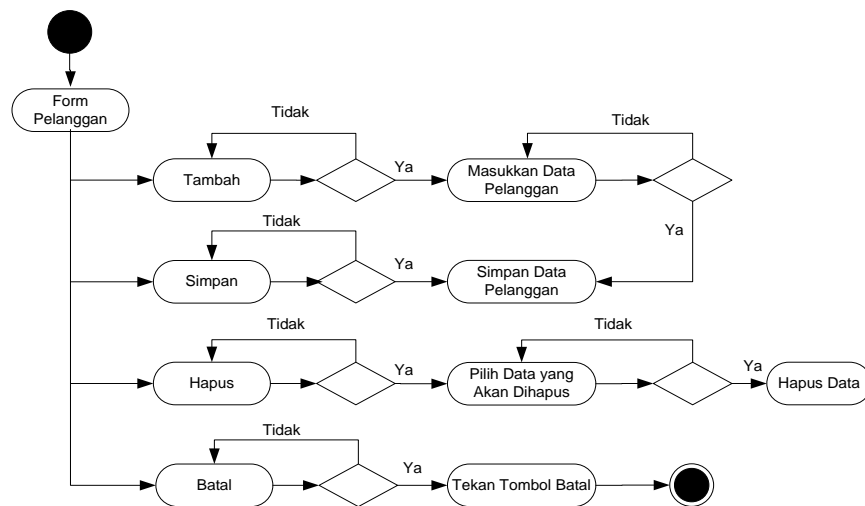 Form
Pelanggan
Tidak
Tidak
Tambah
Ya
Masukkan Data
Pelanggan
Ya
Tidak
Simpan
Ya
Simpan Data
Pelanggan
Tidak
Tidak
Hapus
Ya
Pilih Data yang
Akan Dihapus
Ya
Hapus Data
Tidak
Batal
Ya
Tekan Tombol Batal